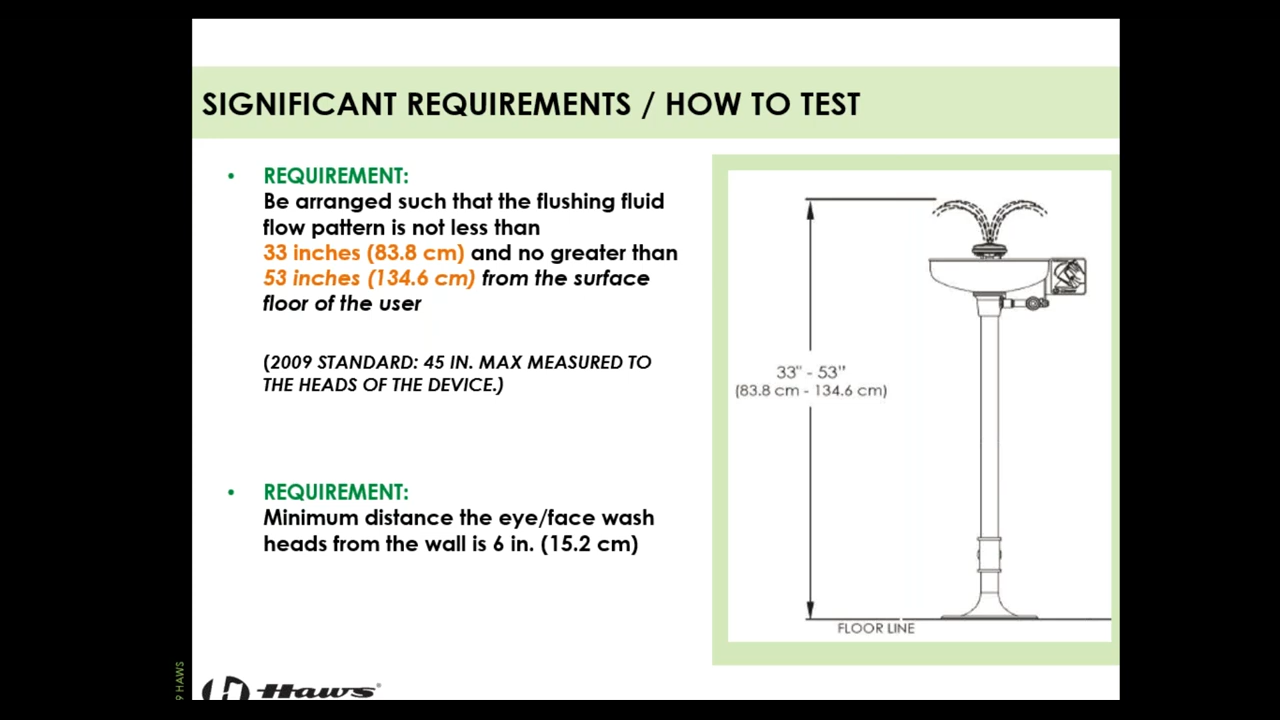 SIGNIFICANT REQUIREMENTS / HOW TO TEST
• REQUIREMENT:
Be arranged such that the flushing fluid
flow pattern is not less than
33 inches (83.8 cm) and no greater than
53 inches (134.6 cm) from the surface
floor of the user
(2009 STANDARD: 45 IN. MAX MEASURED TO
THE HEADS OF THE DEVICE.)
• REQUIREMENT:
Minimum distance the eye/face wash
heads from the wall is 6 in. (15.2 cm)
33" - 53”
(83.8 cm - 134.6 cm)
FLOOR LINE
9 HAWS
Haws®